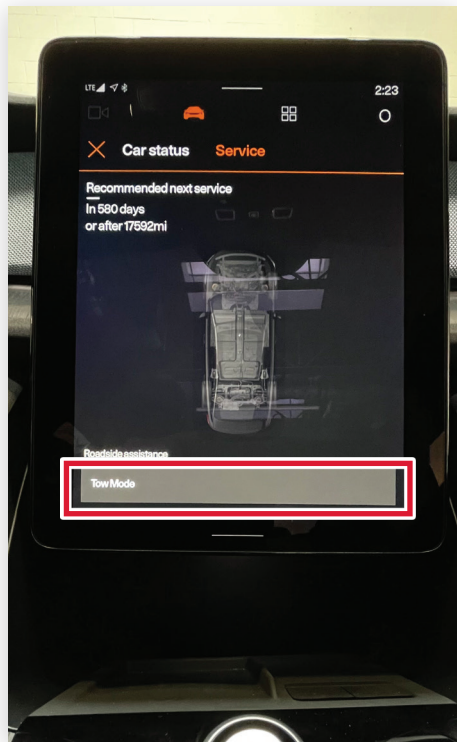 LTE
2:23
Car status Service
Recommended next service
In 580 days
or after 17592mi
Roadside assistance
Tow Mode